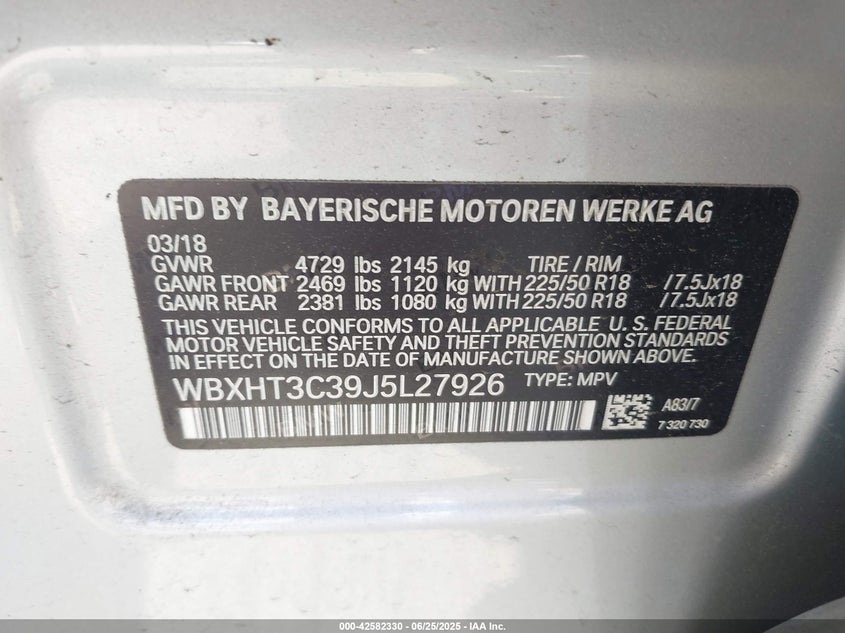 MFD BY BAYERISCHE MOTOREN WERKE AG
03/18
GVWR 4729 lbs 2145 kg TIRE / RIM
GAWR FRONT 2469 lbs 1120 kg WITH 225/50 R18 /7.5Jx18
GAWR REAR 2381 lbs 1080 kg WITH 225/50 R18 /7.5Jx18
THIS VEHICLE CONFORMS TO ALL APPLICABLE U. S. FEDERAL
MOTOR VEHICLE SAFETY AND THEFT PREVENTION STANDARDS
IN EFFECT ON THE DATE OF MANUFACTURE SHOWN ABOVE.
WBXHT3C39J5L27926 TYPE: MPV
A83/7
7 320 730
000-42582330 - 06/25/2025 - IAA Inc.